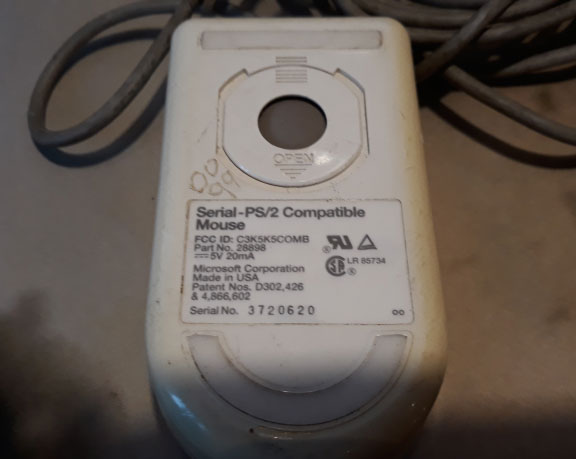 OPEN
Serial-PS/2 Compatible
Mouse
FCC ID: C3K5K5COMB
Part No. 28898
5V 20mA
Microsoft Corporation
Made in USA
Patent Nos. D302,426
& 4,866,602
Serial No. 3720620
LR 85734